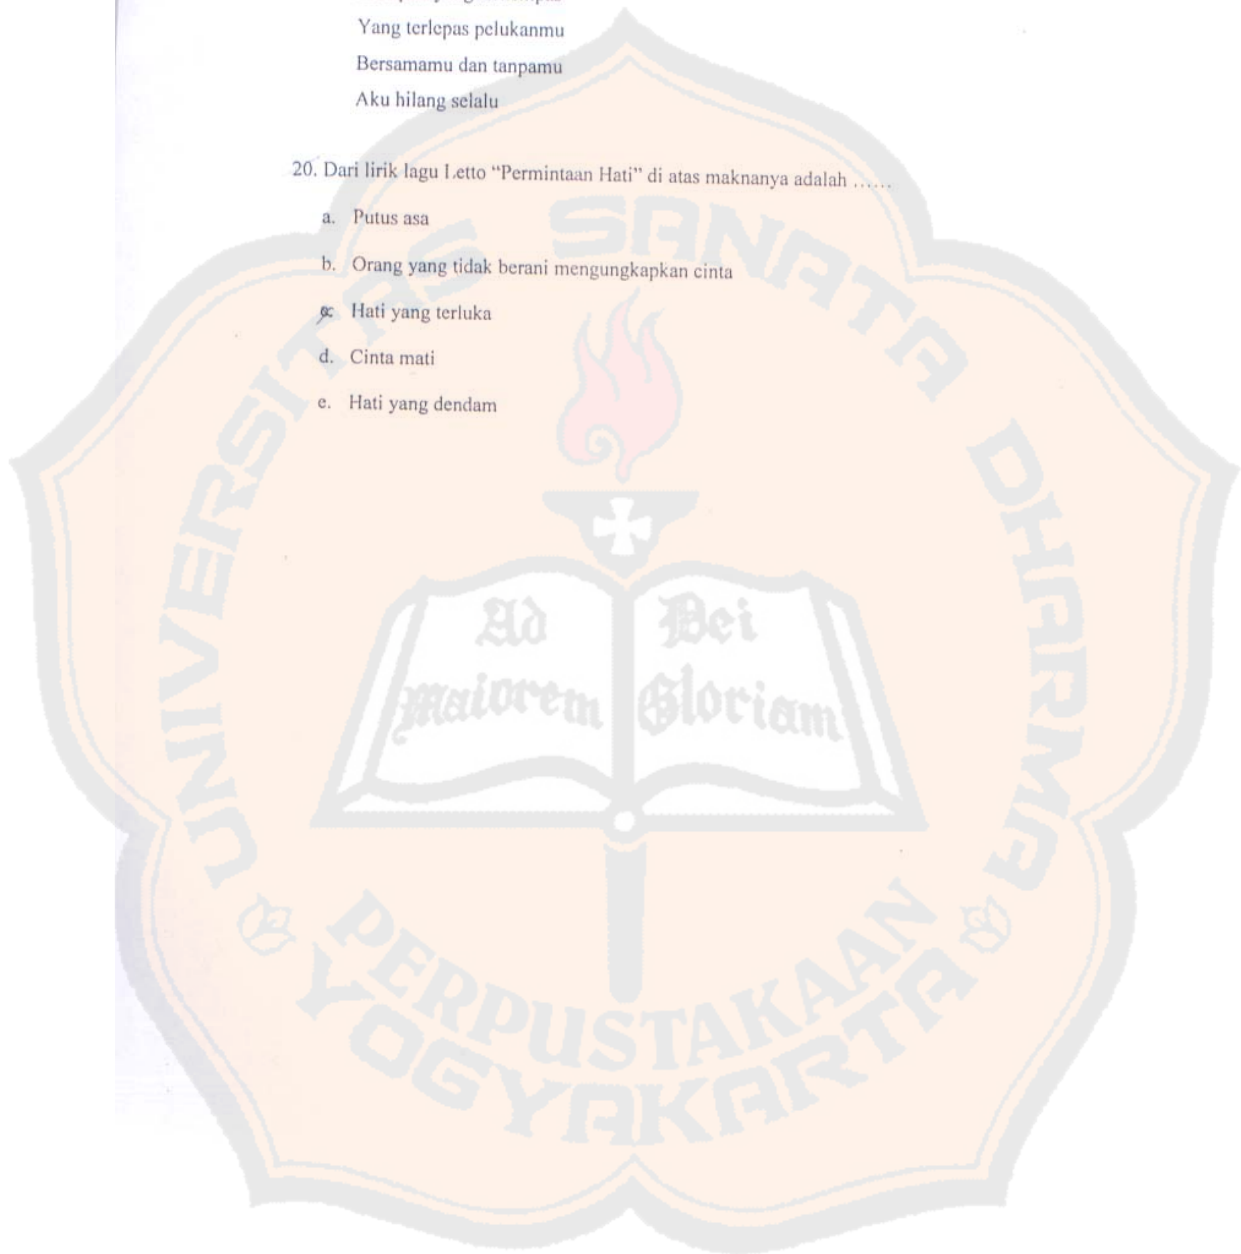 Yang terlepas pelukanmu
Bersamamu dan tanpamu
Aku hilang selalu
20. Dari lirik lagu Letto “Permintaan Hati” di atas maknanya adalah ……
a. Putus asa
b. Orang yang tidak berani mengungkapkan cinta
c Hati yang terluka
d. Cinta mati
e. Hati yang dendam
UNIVERSITAS SANATA DHARMA
Ad Dei
maiorem Gloriam
PERPUSTAKAAN
YOGYAKARTA